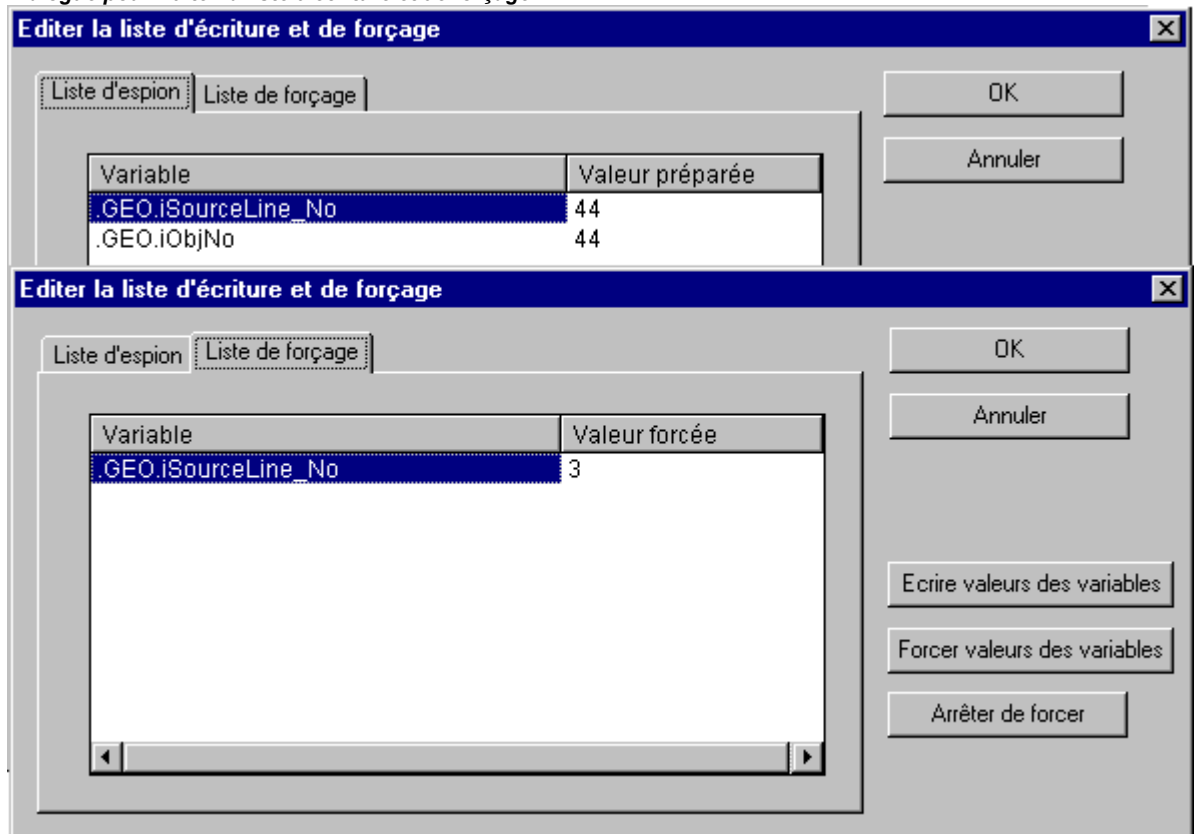 Editer la liste d'écriture et de forçage
Liste d'espion Liste de forçage
OK
Annuler
Variable Valeur préparée
.GEO.iSourceLine_No 44
.GEO.iObjNo 44
Editer la liste d'écriture et de forçage
Liste d'espion Liste de forçage
OK
Annuler
Variable Valeur forcée
.GEO.iSourceLine_No 3
Ecrire valeurs des variables
Forcer valeurs des variables
Arrêter de forcer